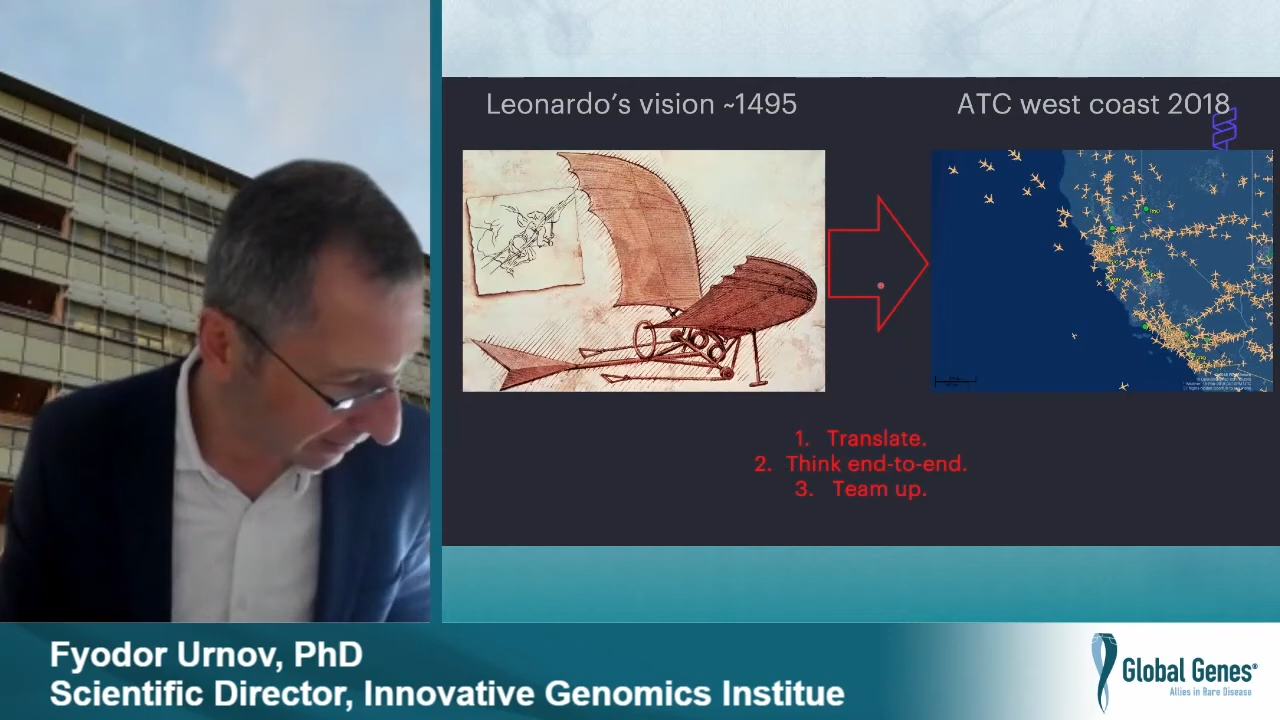 Leonardo's vision ~1495
ATC west coast 2018
1. Translate.
2. Think end-to-end.
3. Team up.
Fyodor Urnov, PhD
Scientific Director, Innovative Genomics Institue
Global Genes®
Allies in Rare Disease